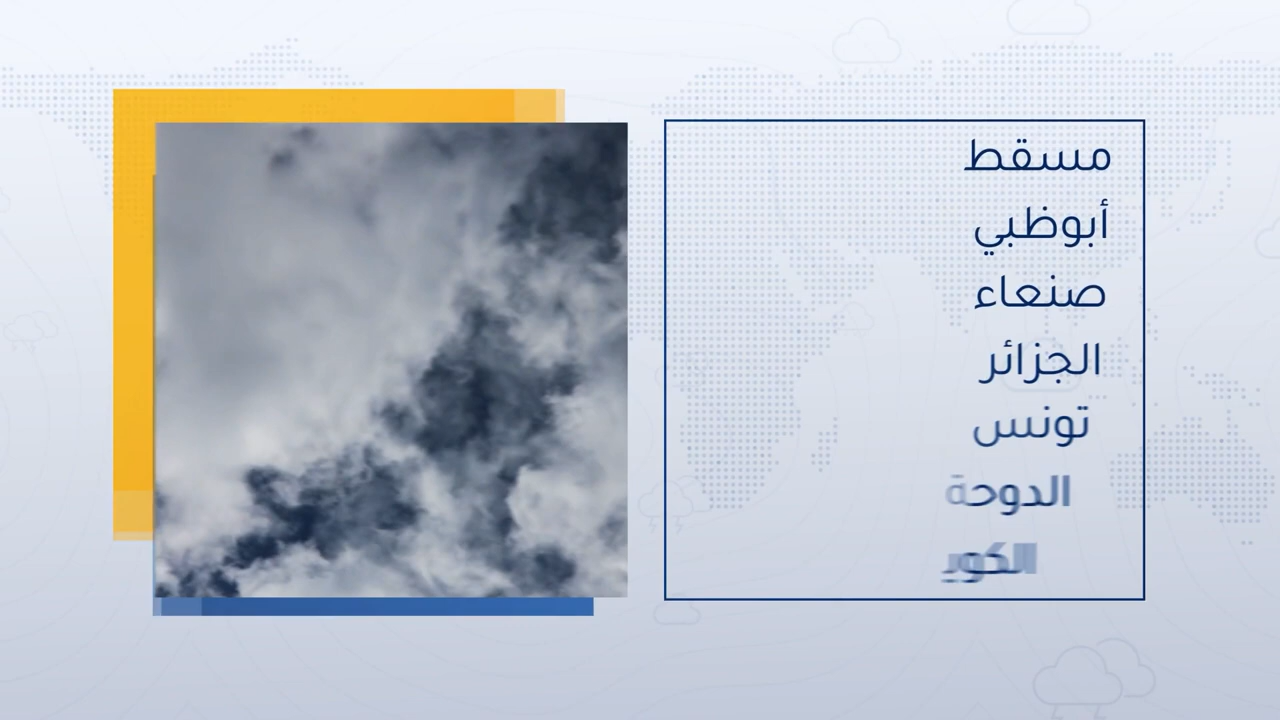 مسقط
أبوظبي
صنعاء
الجزائر
تونس
الدوحة